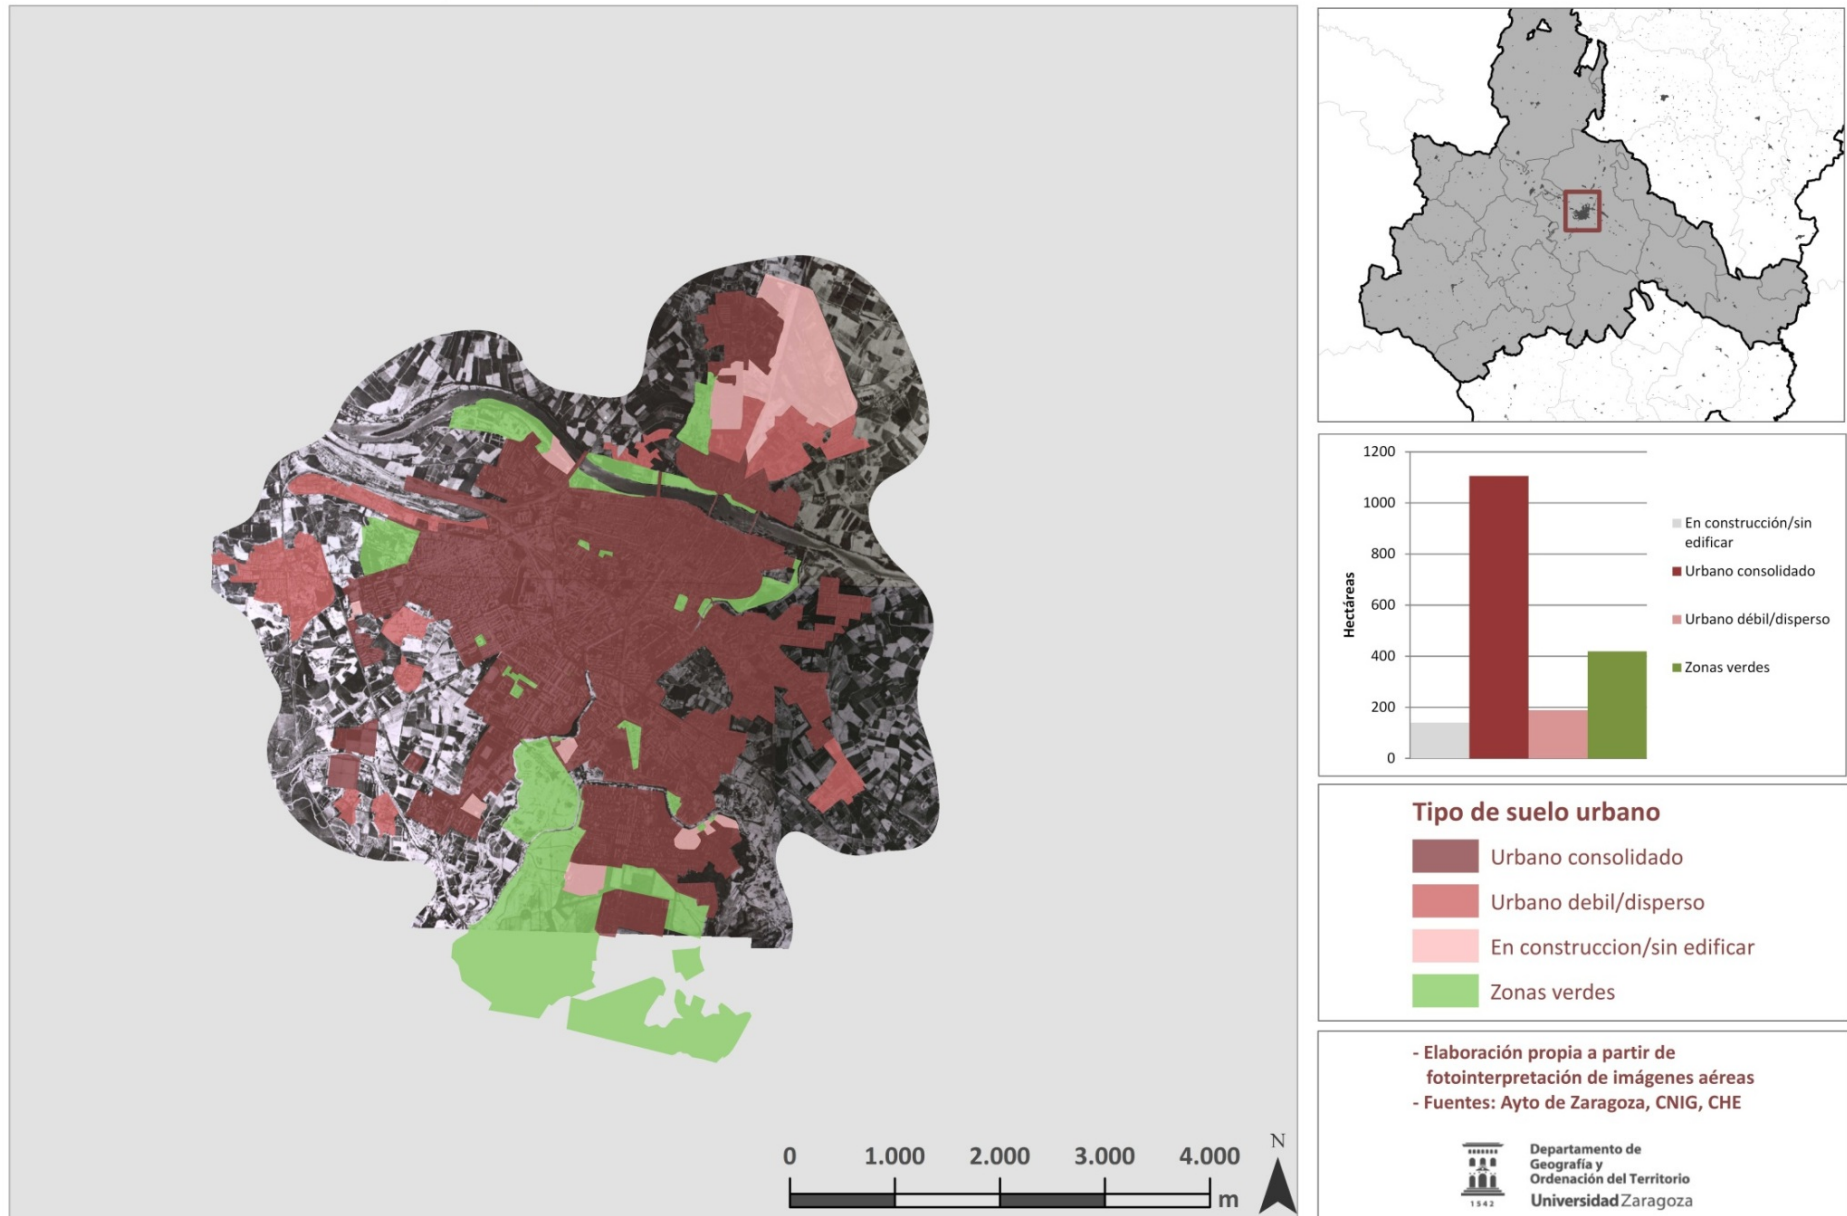 0
1.000
2.000
3.000
4.000
m
N
1200
1000
800
600
400
200
0
Hectáreas
En construcción/sin
edificar
Urbano consolidado
Urbano débil/disperso
Zonas verdes
Tipo de suelo urbano
Urbano consolidado
Urbano debil/disperso
En construccion/sin edificar
Zonas verdes
- Elaboración propia a partir de
fotointerpretación de imágenes aéreas
- Fuentes: Ayto de Zaragoza, CNIG, CHE
1542
Departamento de
Geografía y
Ordenación del Territorio
Universidad Zaragoza